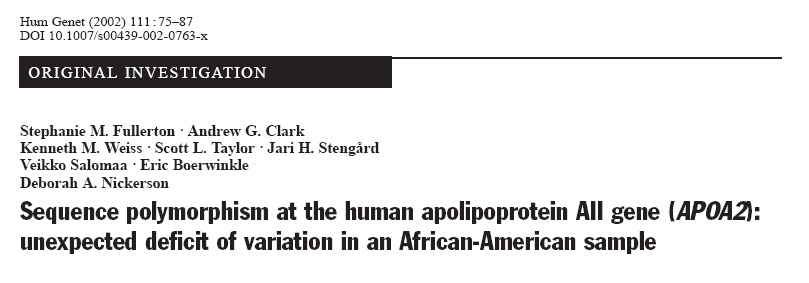 Hum Genet (2002) 111 : 75–87
DOI 10.1007/s00439-002-0763-x
ORIGINAL INVESTIGATION
Stephanie M. Fullerton · Andrew G. Clark
Kenneth M. Weiss · Scott L. Taylor · Jari H. Stengård
Veikko Salomaa · Eric Boerwinkle
Deborah A. Nickerson
Sequence polymorphism at the human apolipoprotein AII gene (APOA2):
unexpected deficit of variation in an African-American sample